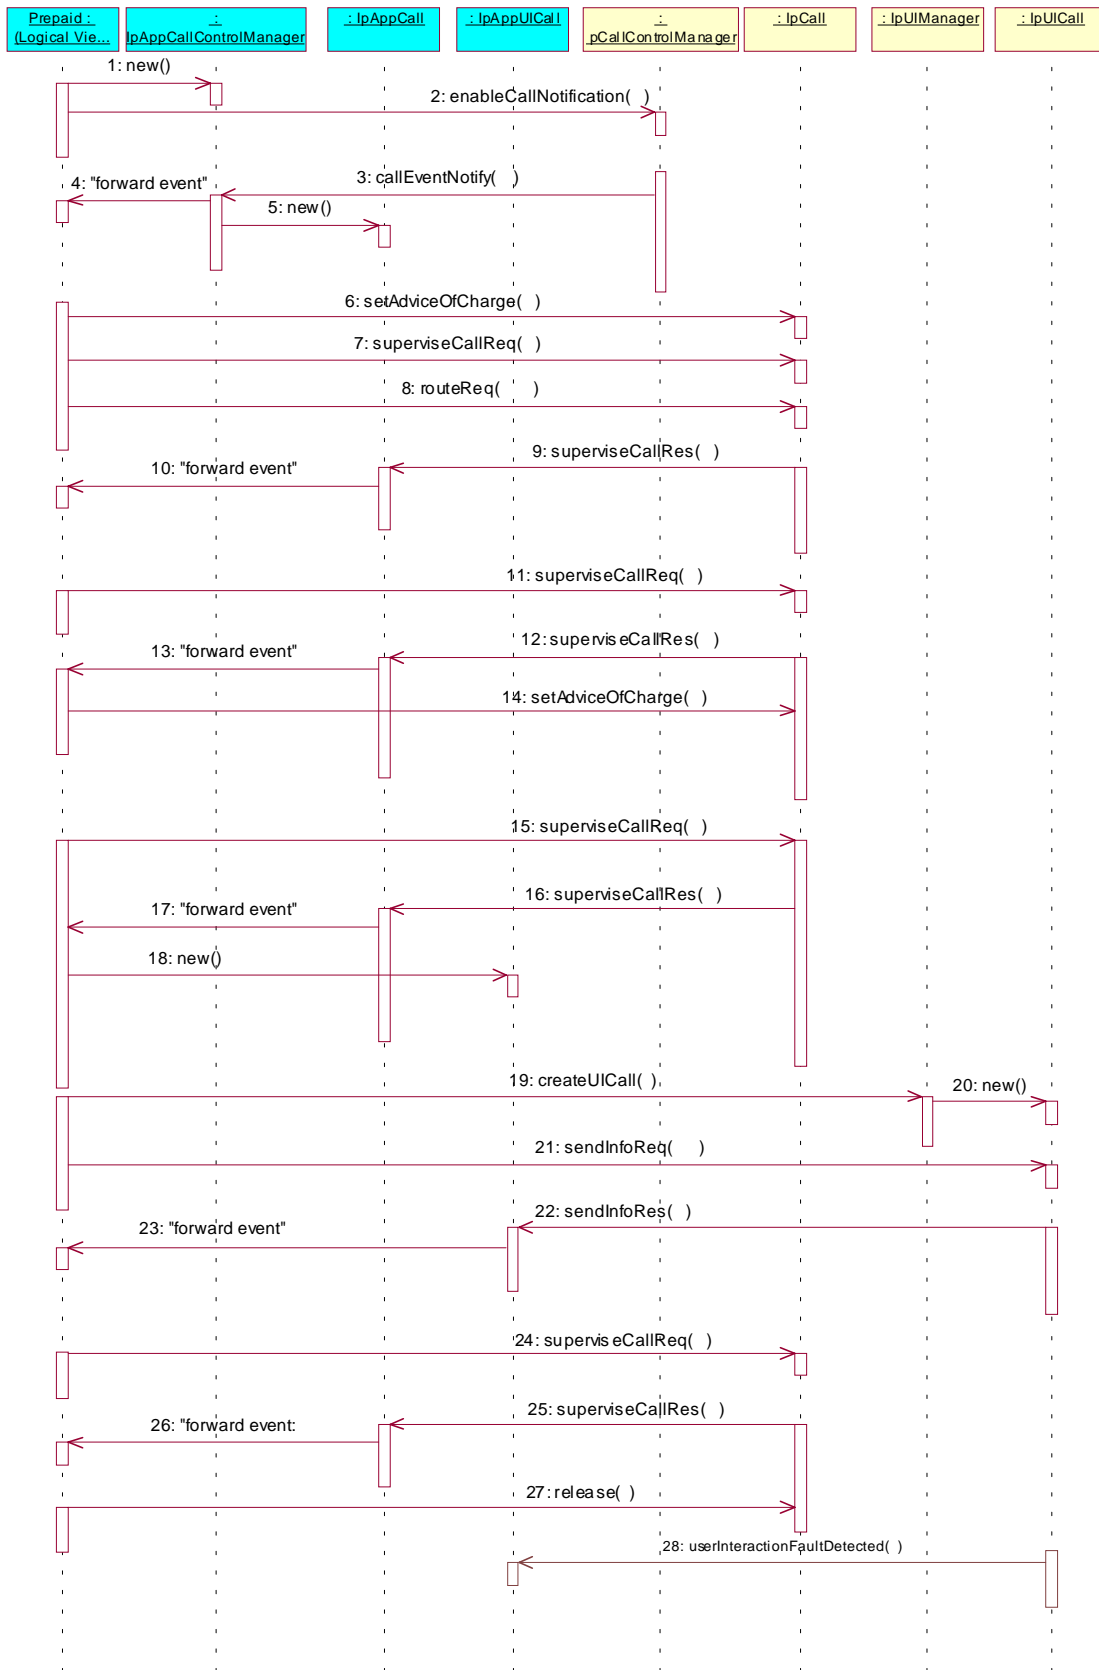 Prepaid :
(Logical Vie...
:
IpAppCallControlManager
: IpAppCall
: IpAppUICall
:
pCallControlManager
: IpCall
: IpUIManager
: IpUICall
1: new()
2: enableCallNotification( )
3: callEventNotify( )
4: "forward event"
5: new()
6: setAdviceOfCharge( )
7: superviseCallReq( )
8: routeReq( )
9: superviseCallRes( )
10: "forward event"
11: superviseCallReq( )
12: superviseCallRes( )
13: "forward event"
14: setAdviceOfCharge( )
15: superviseCallReq( )
16: superviseCallRes( )
17: "forward event"
18: new()
19: createUICall( )
20: new()
21: sendInfoReq( )
22: sendInfoRes( )
23: "forward event"
24: superviseCallReq( )
25: superviseCallRes( )
26: "forward event:
27: release( )
28: userInteractionFaultDetected( )